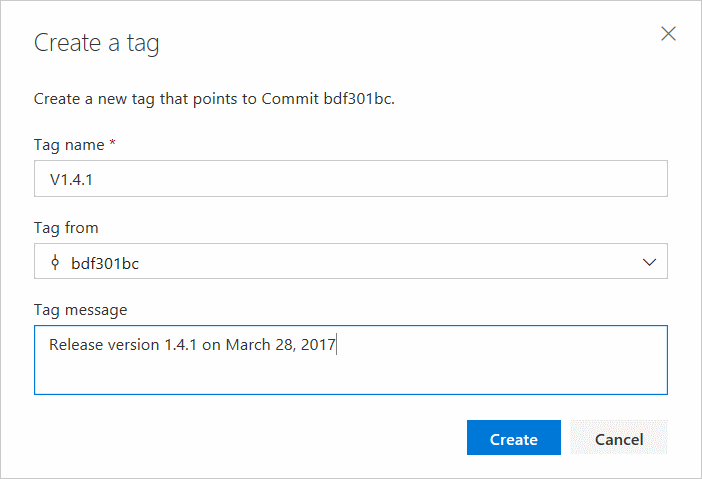 Create a tag
Create a new tag that points to Commit bdf301bc.
Tag name *
V1.4.1
Tag from
bdf301bc
Tag message
Release version 1.4.1 on March 28, 2017
Create
Cancel